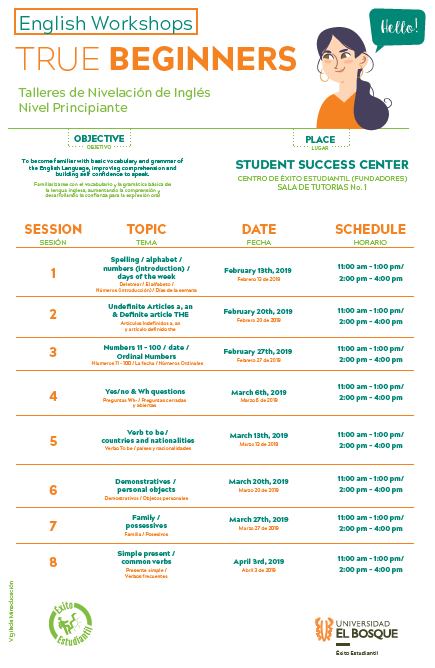 English Workshops
Hello!
TRUE BEGINNERS
Talleres de Nivelación de Inglés
Nivel Principiante
OBJECTIVE
OBJETIVO
To become familiar with basic vocabulary and grammar of
the English Language, improving comprehension and
building self confidence to speak.
Familiarizarse con el vocabulario y la gramática básica de
la lengua inglesa, aumentando la comprensión y
desarrollando la confianza para la expresión oral
PLACE
LUGAR
STUDENT SUCCESS CENTER
CENTRO DE ÉXITO ESTUDIANTIL (FUNDADORES)
SALA DE TUTORIAS No. 1
SESSION TOPIC DATE SCHEDULE
SESIÓN TEMA FECHA HORARIO
1
Spelling / alphabet /
numbers (introduction) /
days of the week
Deletrear / El alfabeto /
Números (introducción) / Días de la semana
February 13th, 2019
Febrero 13 de 2019
11:00 am - 1:00 pm/
2:00 pm - 4:00 pm
2
Undefinite Articles a, an
& Definite article THE
Artículos indefinidos a, an
y artículo definido the
February 20th, 2019
Febrero 20 de 2019
11:00 am - 1:00 pm/
2:00 pm - 4:00 pm
3
Numbers 11 - 100 / date /
Ordinal Numbers
Números 11 - 100 / La fecha / Números Ordinales
February 27th, 2019
Febrero 27 de 2019
11:00 am - 1:00 pm/
2:00 pm - 4:00 pm
4
Yes/no & Wh questions
Preguntas Wh- / Preguntas cerradas
y abiertas
March 6th, 2019
Marzo 6 de 2019
11:00 am - 1:00 pm/
2:00 pm - 4:00 pm
5
Verb to be /
countries and nationalities
Verbo To be / países y nacionalidades
March 13th, 2019
Marzo 13 de 2019
11:00 am - 1:00 pm/
2:00 pm - 4:00 pm
6
Demonstratives /
personal objects
Demostrativos / Objetos personales
March 20th, 2019
Marzo 20 de 2019
11:00 am - 1:00 pm/
2:00 pm - 4:00 pm
7
Family /
possessives
Familia / Posesivos
March 27th, 2019
Marzo 27 de 2019
11:00 am - 1:00 pm/
2:00 pm - 4:00 pm
8
Simple present /
common verbs
Presente simple /
Verbos frecuentes
April 3rd, 2019
Abril 3 de 2019
11:00 am - 1:00 pm/
2:00 pm - 4:00 pm
Vigilada Mineducación
Éxito
Estudiantil
UNIVERSIDAD
EL BOSQUE
Éxito Estudiantil